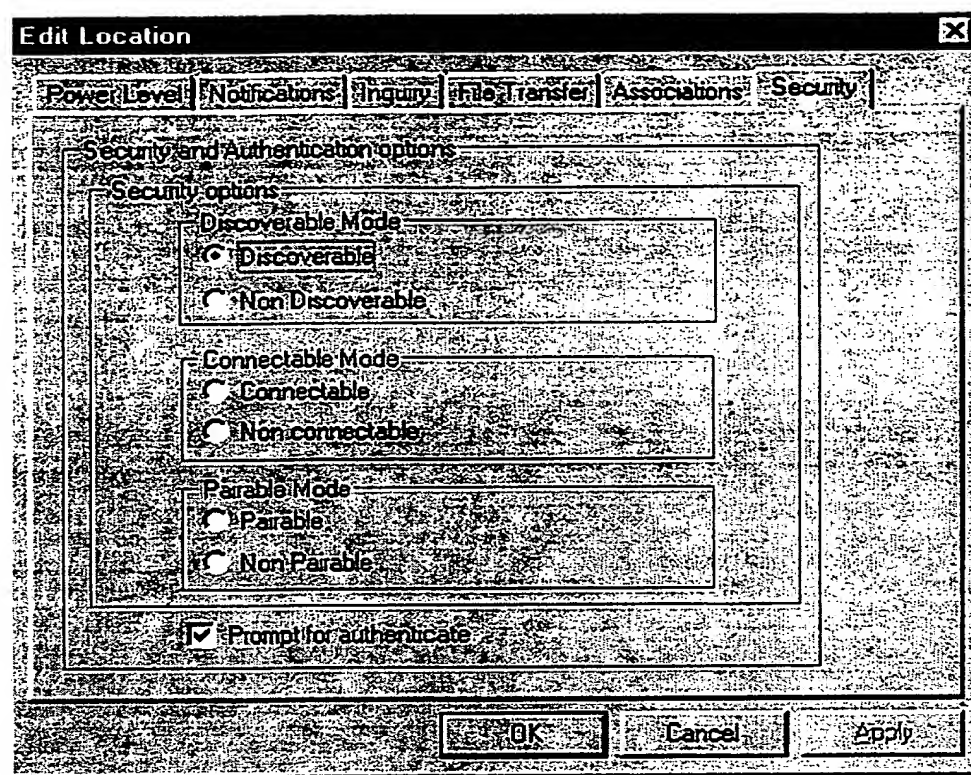 Edit Location
Power Level Notifications Inquiry File Transfer Associations Security
Security and Authentication options
Security options
Discoverable Mode
Discoverable
Non Discoverable
Connectable Mode
Connectable
Non connectable
Pairable Mode
Pairable
Non Pairable
Prompt for authenticate
OK Cancel Apply